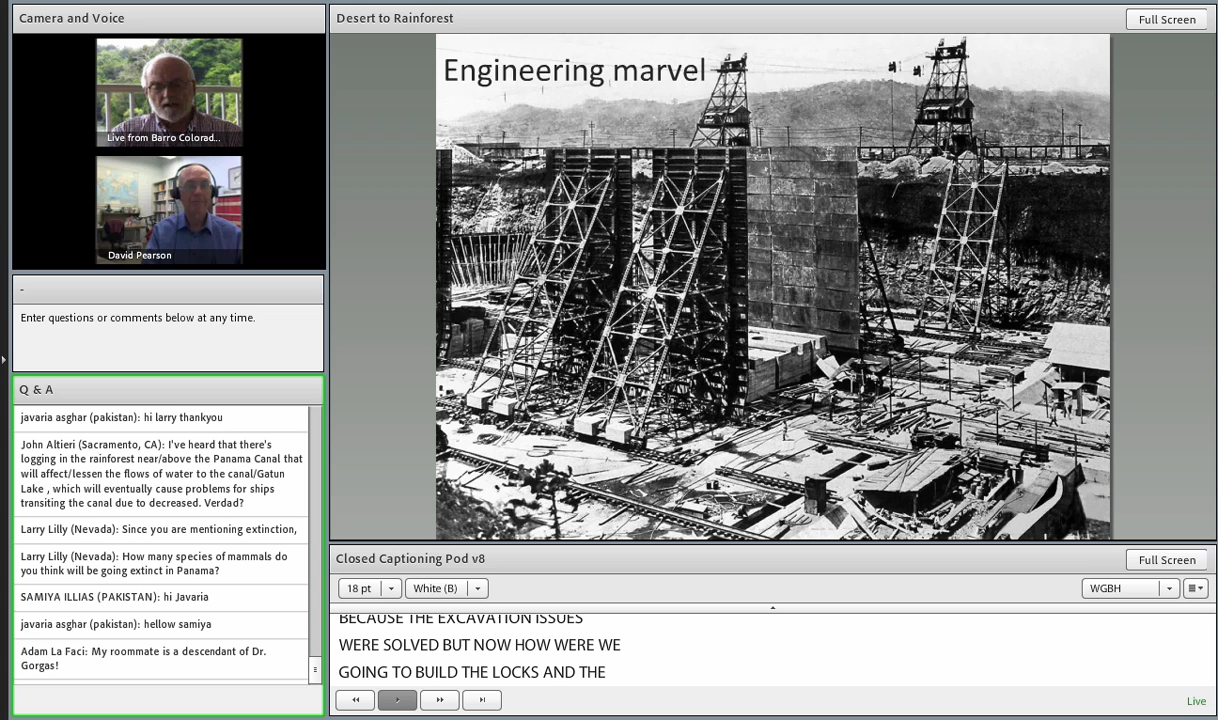 Camera and Voice
Live from Barro Colorad...
David Pearson
-
Enter questions or comments below at any time.
Q & A
javaria asghar (pakistan): hi larry thankyou
John Altieri (Sacramento, CA): I've heard that there's
logging in the rainforest near/above the Panama Canal that
will affect/lessen the flows of water to the canal/Gatun
Lake , which will eventually cause problems for ships
transiting the canal due to decreased. Verdad?
Larry Lilly (Nevada): Since you are mentioning extinction,
Larry Lilly (Nevada): How many species of mammals do
you think will be going extinct in Panama?
SAMIYA ILLIAS (PAKISTAN): hi Javaria
javaria asghar (pakistan): hellow samiya
Adam La Faci: My roommate is a descendant of Dr.
Gorgas!
Desert to Rainforest
Full Screen
Engineering marvel
Closed Captioning Pod v8
Full Screen
18 pt
White (B)
WGBH
BECAUSE THE EXCAVATION ISSUES
WERE SOLVED BUT NOW HOW WERE WE
GOING TO BUILD THE LOCKS AND THE
Live